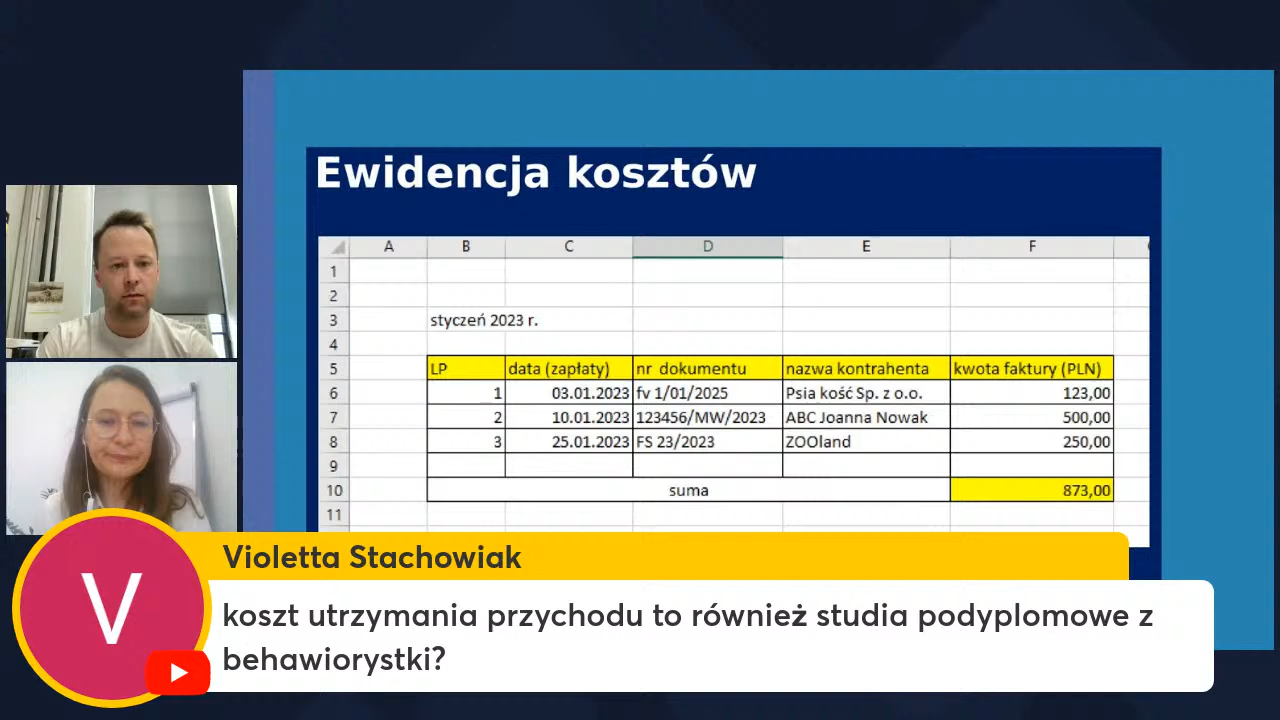 Ewidencja kosztów
A B C D E F
1
2
3 styczeń 2023 r.
4
5 LP data (zapłaty) nr dokumentu nazwa kontrahenta kwota faktury (PLN)
6 1 03.01.2023 fv 1/01/2025 Psia kość Sp. z o.o. 123,00
7 2 10.01.2023 123456/MW/2023 ABC Joanna Nowak 500,00
8 3 25.01.2023 FS 23/2023 ZOOland 250,00
9
10 suma 873,00
11
V
Violetta Stachowiak
koszt utrzymania przychodu to również studia podyplomowe z
behawiorystki?